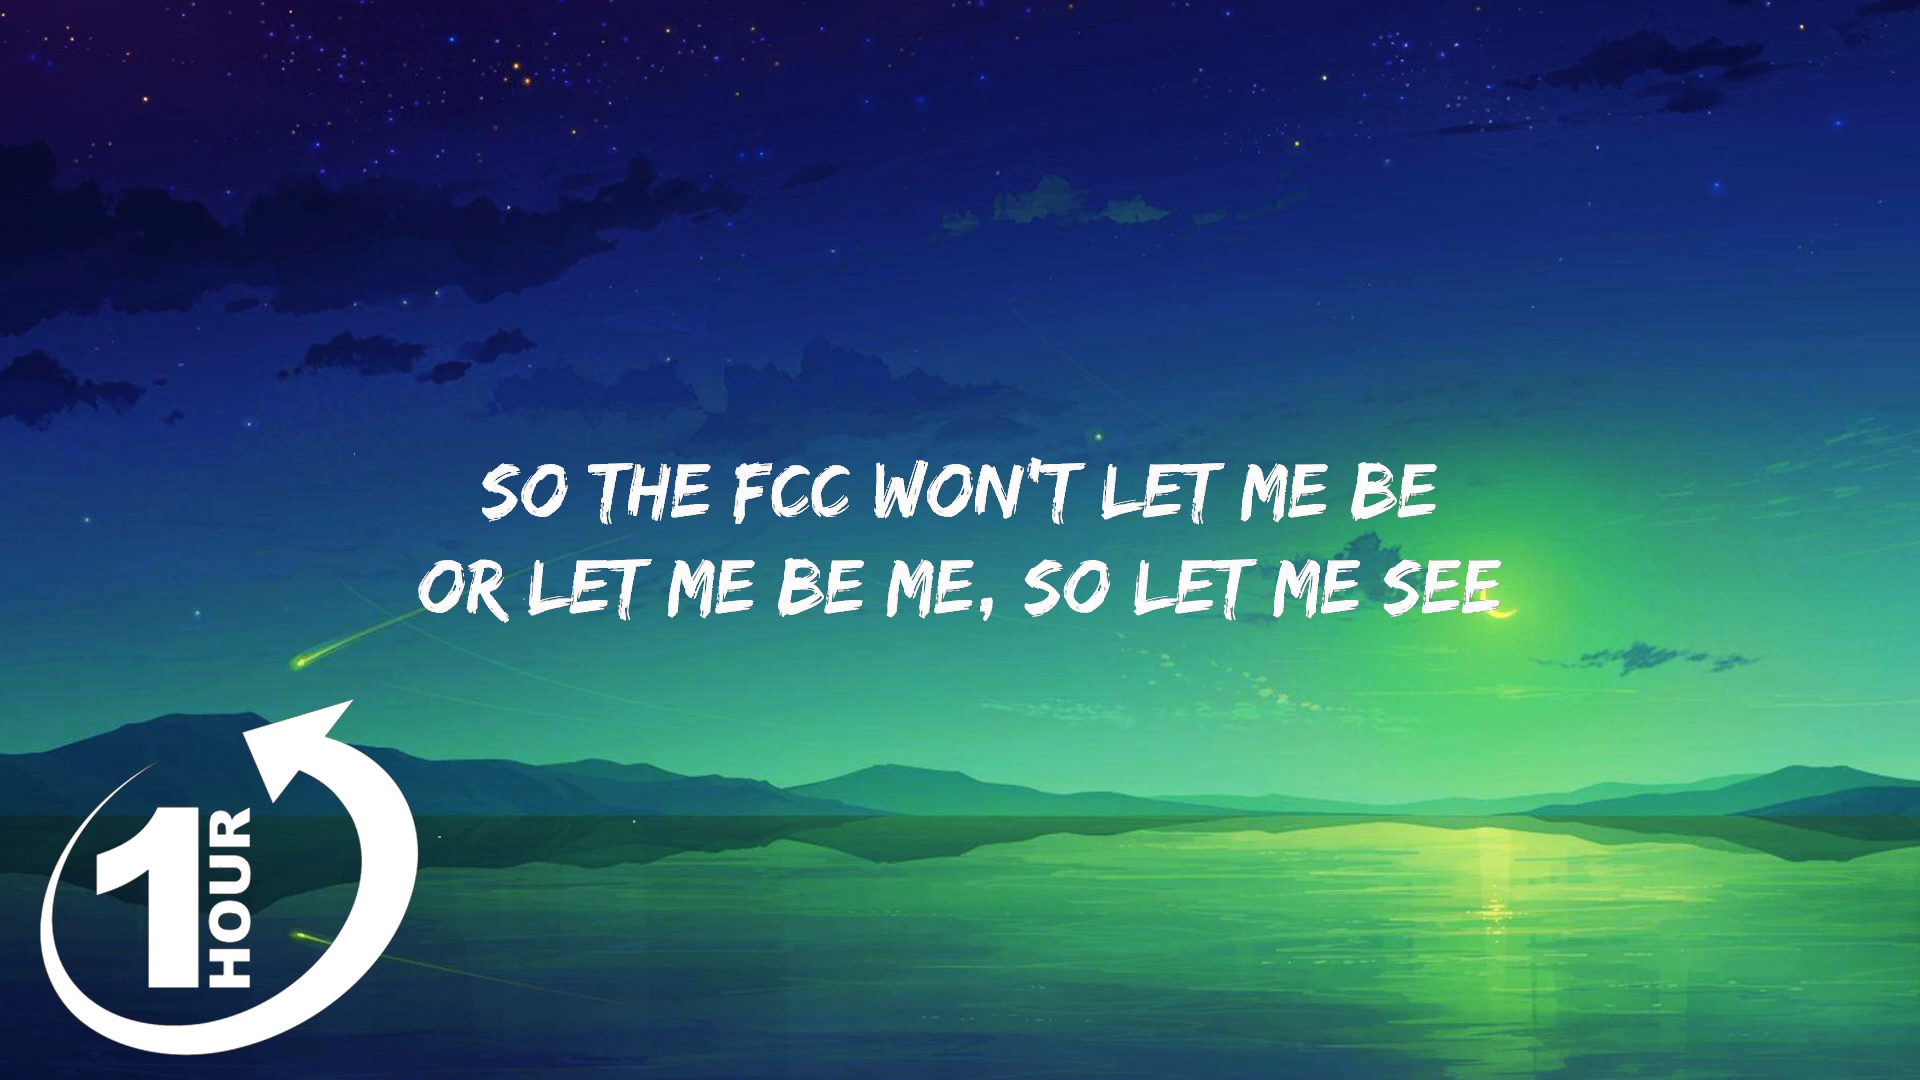 SO THE FCC WON'T LET ME BE
OR LET ME BE ME, SO LET ME SEE
1 HOUR